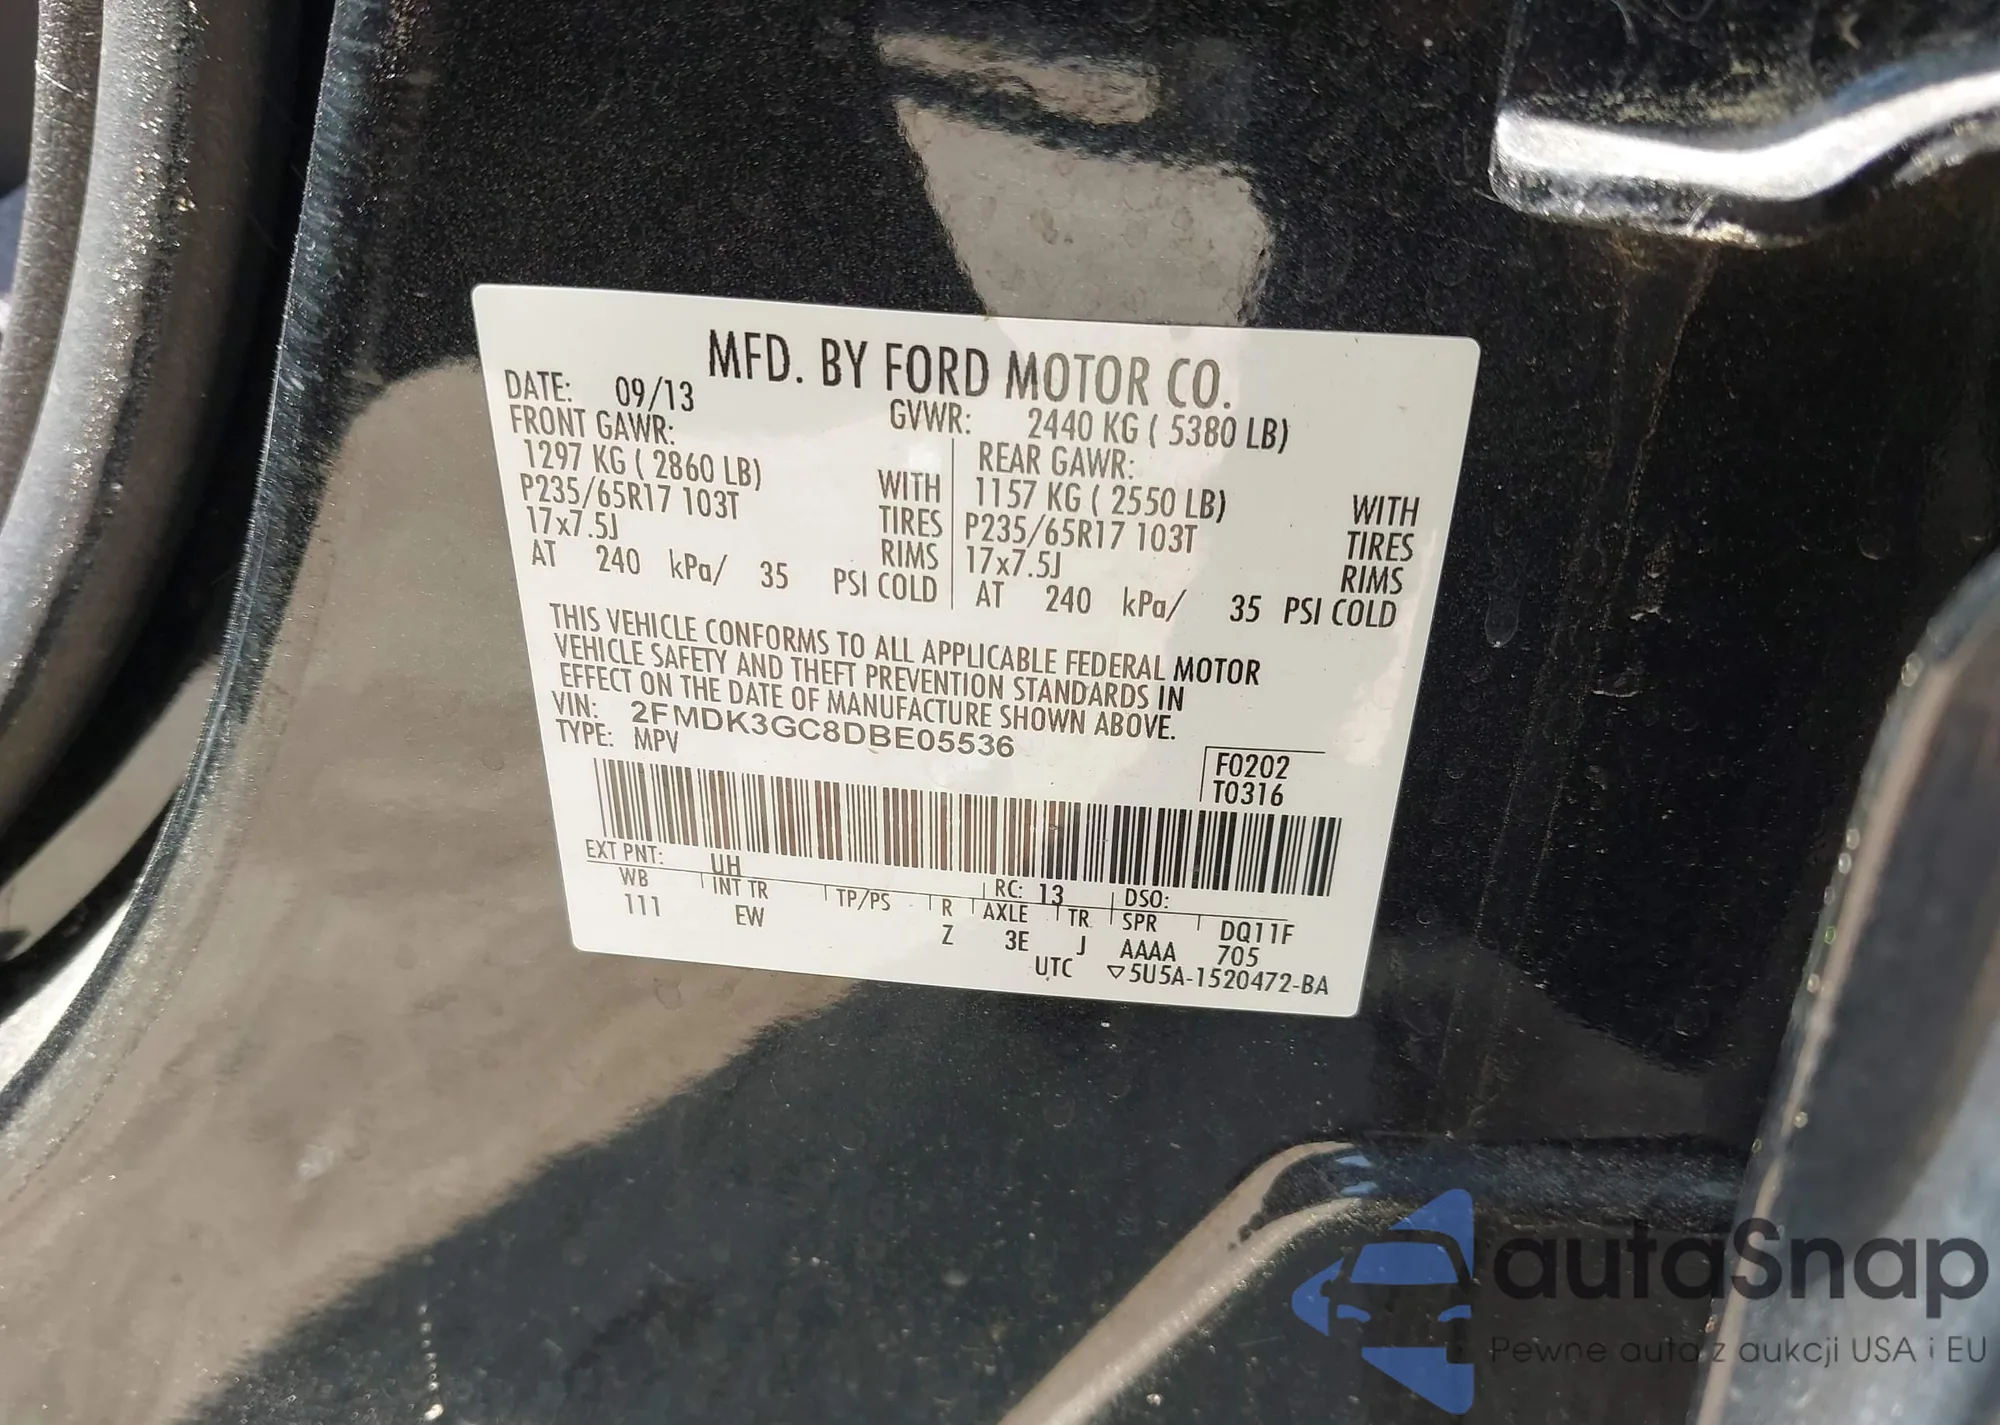 MFD. BY FORD MOTOR CO.
DATE: 09/13 GVWR: 2440 KG ( 5380 LB)
FRONT GAWR: REAR GAWR:
1297 KG ( 2860 LB) WITH 1157 KG ( 2550 LB) WITH
P235/65R17 103T TIRES P235/65R17 103T TIRES
17x7.5J RIMS 17x7.5J RIMS
AT 240 kPa/ 35 PSI COLD AT 240 kPa/ 35 PSI COLD
THIS VEHICLE CONFORMS TO ALL APPLICABLE FEDERAL MOTOR
VEHICLE SAFETY AND THEFT PREVENTION STANDARDS IN
EFFECT ON THE DATE OF MANUFACTURE SHOWN ABOVE.
VIN: 2FMDK3GC8DBE05536
TYPE: MPV
F0202
T0316
EXT PNT: UH RC: 13 DSO:
WB INT TR TP/PS R AXLE TR SPR DQ11F
111 EW Z 3E J AAAA 705
UTC ▽5U5A-1520472-BA
autaSnap
Pewne auta z aukcji USA i EU